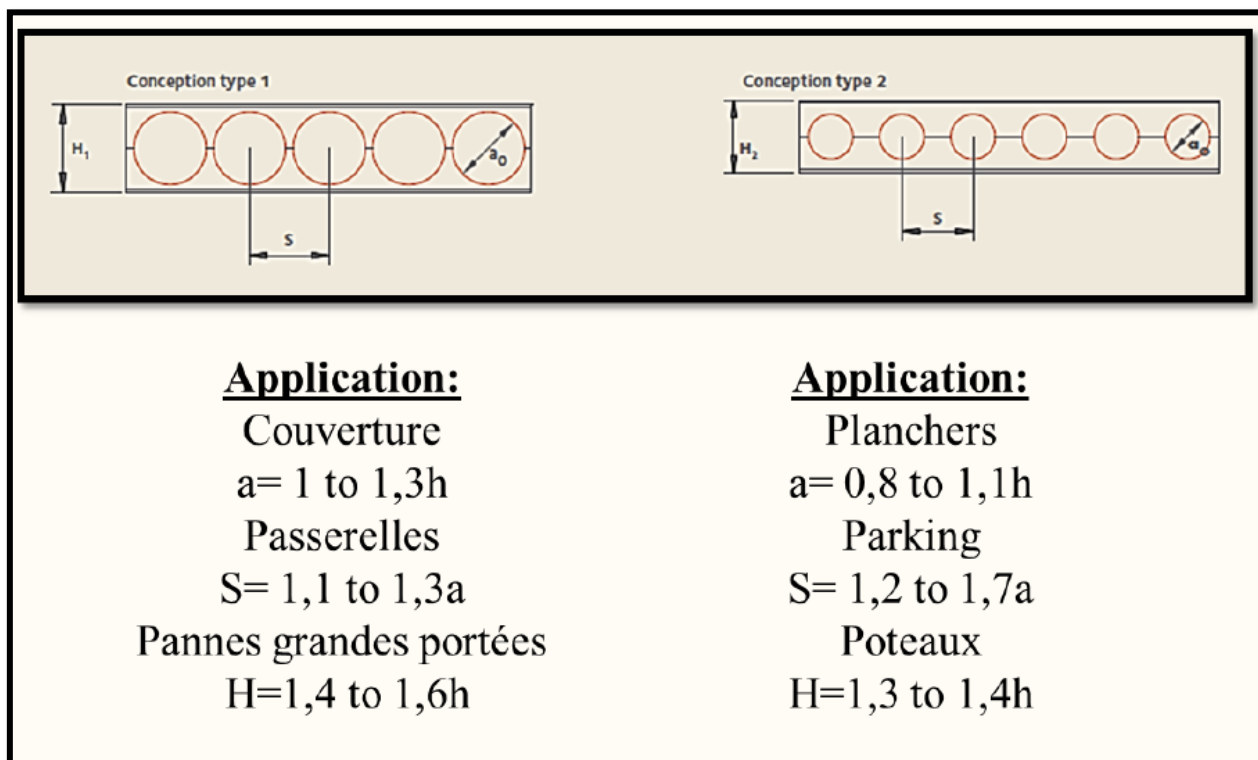 Conception type 1
H₁
a₀
S
Conception type 2
H₂
a₀
S
Application:
Couverture
a= 1 to 1,3h
Passerelles
S= 1,1 to 1,3a
Pannes grandes portées
H=1,4 to 1,6h
Application:
Planchers
a= 0,8 to 1,1h
Parking
S= 1,2 to 1,7a
Poteaux
H=1,3 to 1,4h